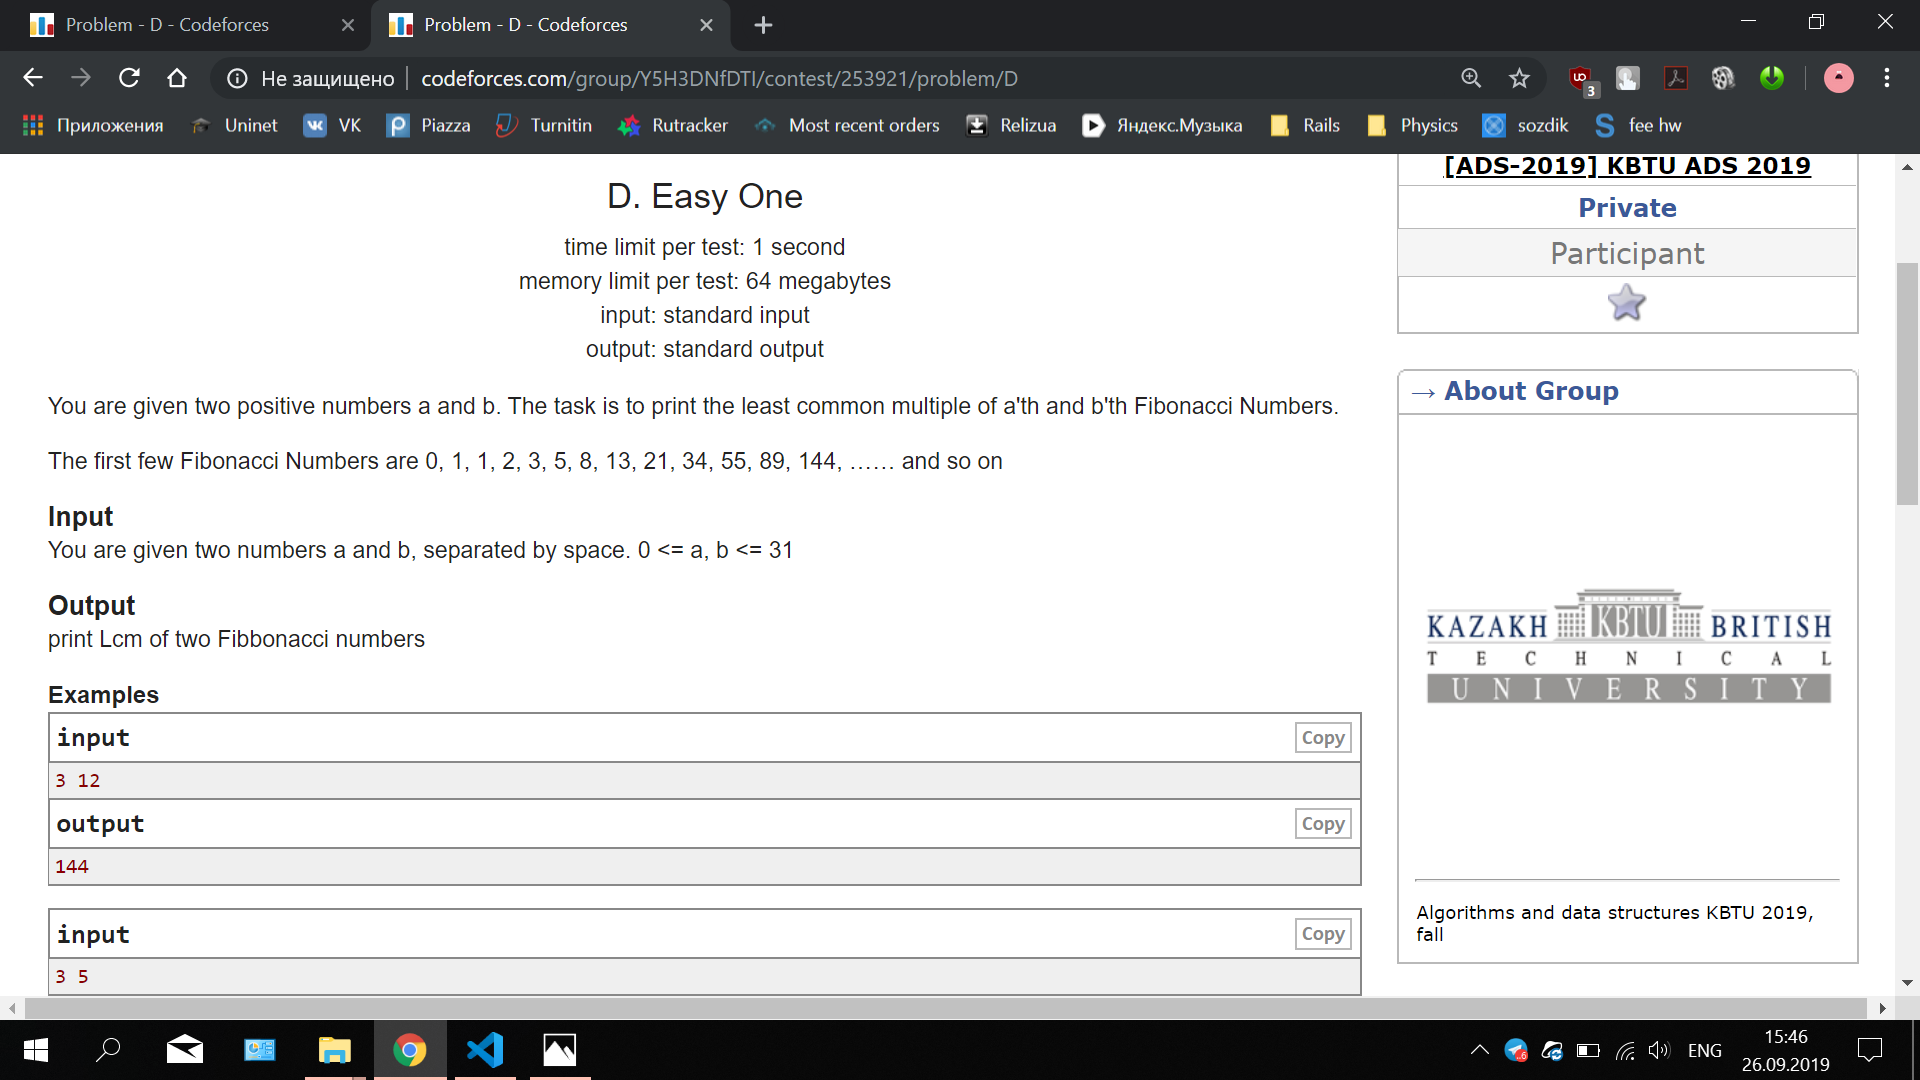 Problem - D - Codeforces
Problem - D - Codeforces
Не защищено
codeforces.com/group/Y5H3DNfDTI/contest/253921/problem/D
3
Приложения
Uninet
VK
Piazza
Turnitin
Rutracker
Most recent orders
Relizua
Яндекс.Музыка
Rails
Physics
sozdik
fee hw
D. Easy One
time limit per test: 1 second
memory limit per test: 64 megabytes
input: standard input
output: standard output
You are given two positive numbers a and b. The task is to print the least common multiple of a'th and b'th Fibonacci Numbers.
The first few Fibonacci Numbers are 0, 1, 1, 2, 3, 5, 8, 13, 21, 34, 55, 89, 144, …… and so on
Input
You are given two numbers a and b, separated by space. 0 <= a, b <= 31
Output
print Lcm of two Fibbonacci numbers
Examples
input
Copy
3 12
output
Copy
144
input
Copy
3 5
[ADS-2019] KBTU ADS 2019
Private
Participant
→ About Group
KAZAKH KBTU BRITISH
TECHNICAL
UNIVERSITY
Algorithms and data structures KBTU 2019,
fall
ENG
15:46
26.09.2019